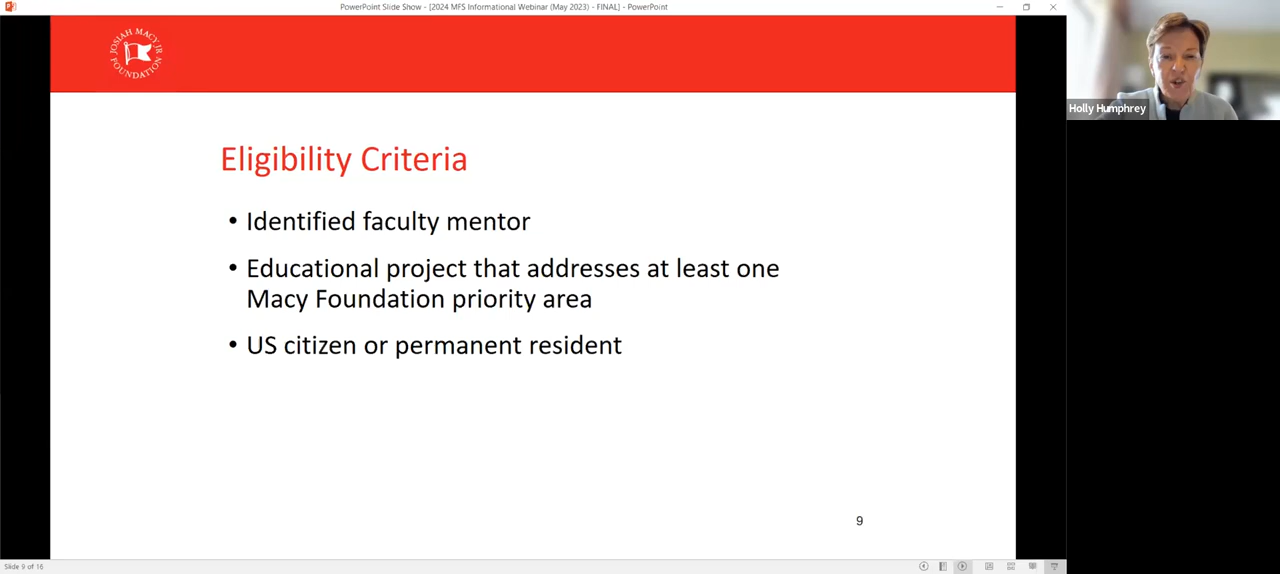 PowerPoint Slide Show - [2024 MFS Informational Webinar (May 2023) - FINAL] - PowerPoint
JOSIAH MACY JR
FOUNDATION
Holly Humphrey
Eligibility Criteria
• Identified faculty mentor
• Educational project that addresses at least one
Macy Foundation priority area
• US citizen or permanent resident
9
Slide 9 of 16